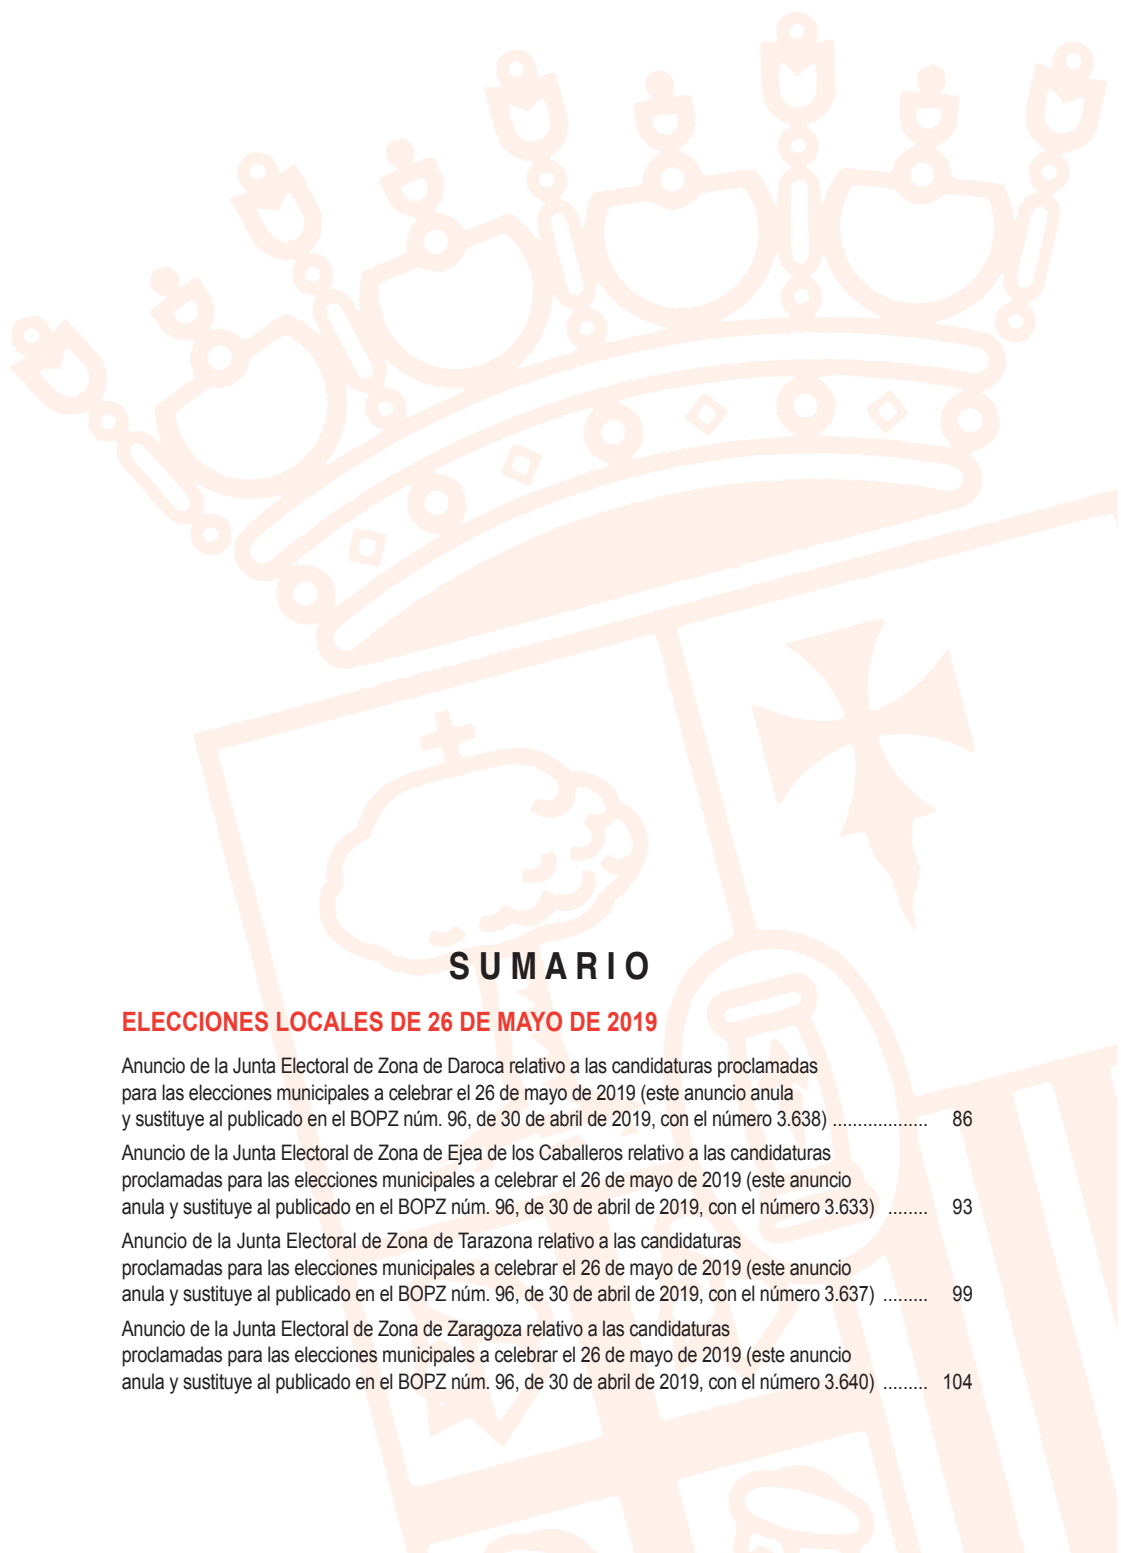 SUMARIO
ELECCIONES LOCALES DE 26 DE MAYO DE 2019
Anuncio de la Junta Electoral de Zona de Daroca relativo a las candidaturas proclamadas
para las elecciones municipales a celebrar el 26 de mayo de 2019 (este anuncio anula
y sustituye al publicado en el BOPZ núm. 96, de 30 de abril de 2019, con el número 3.638) ................... 86
Anuncio de la Junta Electoral de Zona de Ejea de los Caballeros relativo a las candidaturas
proclamadas para las elecciones municipales a celebrar el 26 de mayo de 2019 (este anuncio
anula y sustituye al publicado en el BOPZ núm. 96, de 30 de abril de 2019, con el número 3.633) ........ 93
Anuncio de la Junta Electoral de Zona de Tarazona relativo a las candidaturas
proclamadas para las elecciones municipales a celebrar el 26 de mayo de 2019 (este anuncio
anula y sustituye al publicado en el BOPZ núm. 96, de 30 de abril de 2019, con el número 3.637) ......... 99
Anuncio de la Junta Electoral de Zona de Zaragoza relativo a las candidaturas
proclamadas para las elecciones municipales a celebrar el 26 de mayo de 2019 (este anuncio
anula y sustituye al publicado en el BOPZ núm. 96, de 30 de abril de 2019, con el número 3.640) ......... 104